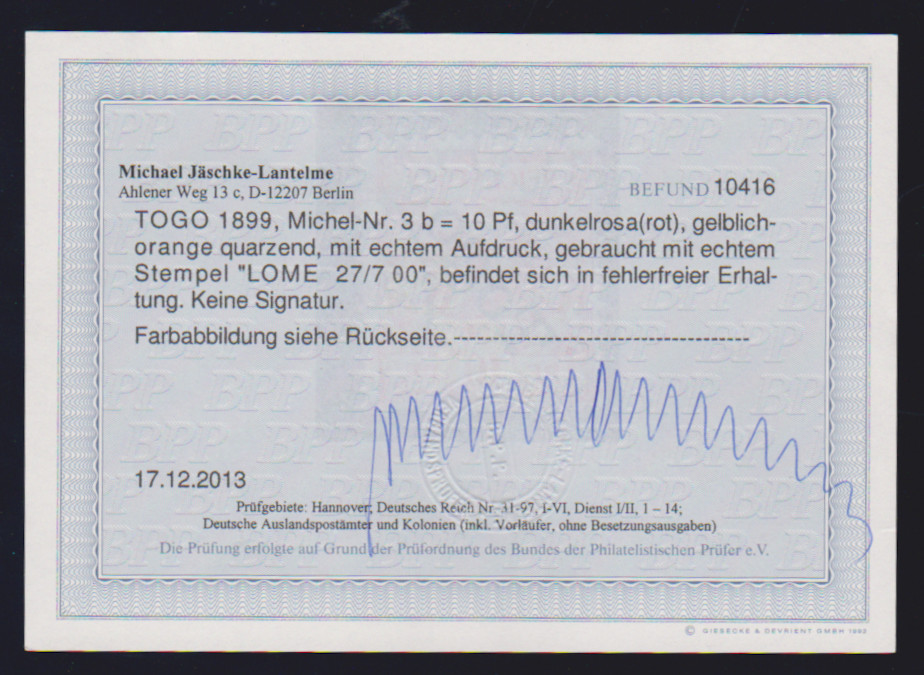 Michael Jäschke-Lantelme
Ahlener Weg 13 c, D-12207 Berlin
BEFUND 10416
TOGO 1899, Michel-Nr. 3 b = 10 Pf, dunkelrosa(rot), gelblich-
orange quarzend, mit echtem Aufdruck, gebraucht mit echtem
Stempel "LOME 27/7 00", befindet sich in fehlerfreier Erhal-
tung. Keine Signatur.
Farbabbildung siehe Rückseite.-------------------------------------
17.12.2013
Prüfgebiete: Hannover; Deutsches Reich Nr. 31-97, I-VI, Dienst I/II, 1 – 14;
Deutsche Auslandspostämter und Kolonien (inkl. Vorläufer, ohne Besetzungsausgaben)
Die Prüfung erfolgte auf Grund der Prüfordnung des Bundes der Philatelistischen Prüfer e.V.
© GIESECKE & DEVRIENT GMBH 1992